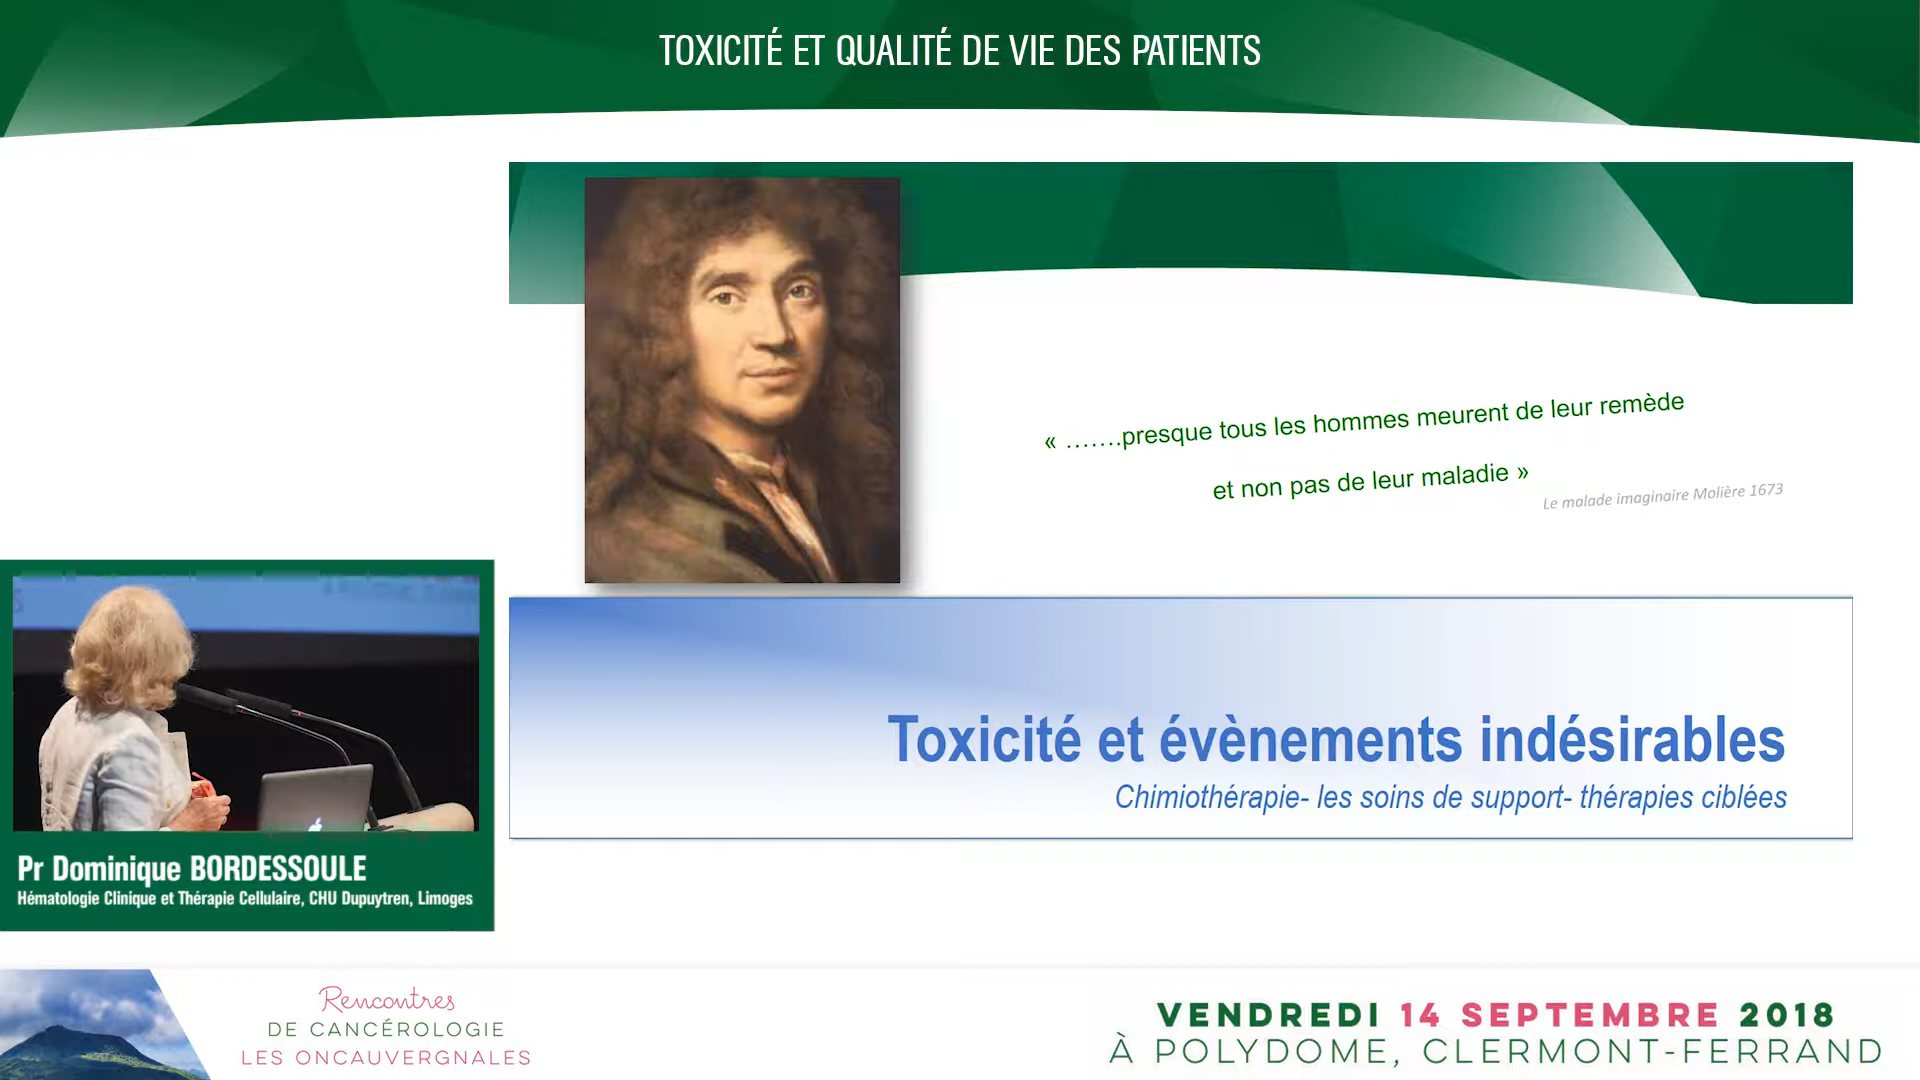 TOXICITÉ ET QUALITÉ DE VIE DES PATIENTS
« …….presque tous les hommes meurent de leur remède
et non pas de leur maladie »
Le malade imaginaire Molière 1673
Toxicité et évènements indésirables
Chimiothérapie- les soins de support- thérapies ciblées
Pr Dominique BORDESSOULE
Hématologie Clinique et Thérapie Cellulaire, CHU Dupuytren, Limoges
Rencontres
DE CANCÉROLOGIE
LES ONCAUVERGNALES
VENDREDI 14 SEPTEMBRE 2018
À POLYDOME, CLERMONT-FERRAND